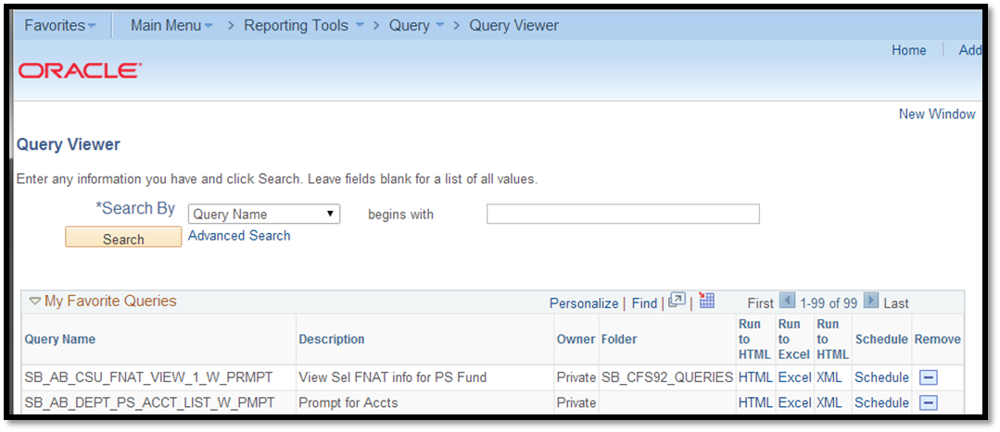 Favorites Main Menu > Reporting Tools > Query > Query Viewer
Home Add
ORACLE
New Window
Query Viewer
Enter any information you have and click Search. Leave fields blank for a list of all values.
*Search By Query Name begins with
Search Advanced Search
My Favorite Queries Personalize | Find | | First 1-99 of 99 Last
Query Name Description Owner Folder Run to HTML Run to Excel Run to HTML Schedule Remove
SB_AB_CSU_FNAT_VIEW_1_W_PRMPT View Sel FNAT info for PS Fund Private SB_CFS92_QUERIES HTML Excel XML Schedule
SB_AB_DEPT_PS_ACCT_LIST_W_PMPT Prompt for Accts Private HTML Excel XML Schedule